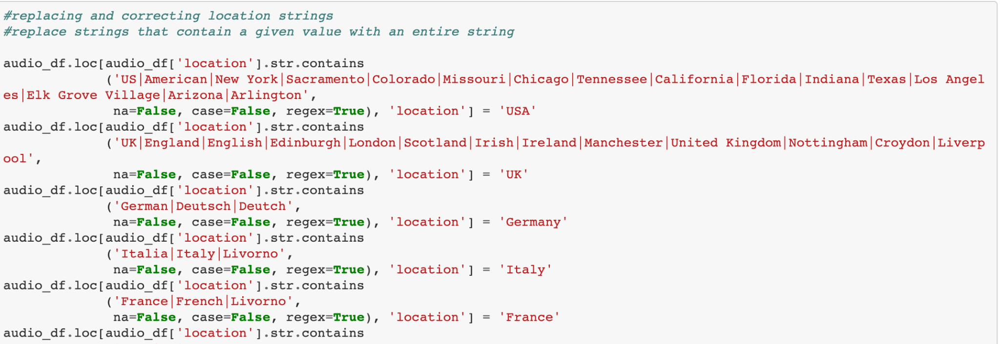 #replacing and correcting location strings
#replace strings that contain a given value with an entire string
audio_df.loc[audio_df['location'].str.contains
('US|American|New York|Sacramento|Colorado|Missouri|Chicago|Tennessee|California|Florida|Indiana|Texas|Los Angel
es|Elk Grove Village|Arizona|Arlington',
na=False, case=False, regex=True), 'location'] = 'USA'
audio_df.loc[audio_df['location'].str.contains
('UK|England|English|Edinburgh|London|Scotland|Irish|Ireland|Manchester|United Kingdom|Nottingham|Croydon|Liverp
ool',
na=False, case=False, regex=True), 'location'] = 'UK'
audio_df.loc[audio_df['location'].str.contains
('German|Deutsch|Deutch',
na=False, case=False, regex=True), 'location'] = 'Germany'
audio_df.loc[audio_df['location'].str.contains
('Italia|Italy|Livorno',
na=False, case=False, regex=True), 'location'] = 'Italy'
audio_df.loc[audio_df['location'].str.contains
('France|French|Livorno',
na=False, case=False, regex=True), 'location'] = 'France'
audio_df.loc[audio_df['location'].str.contains